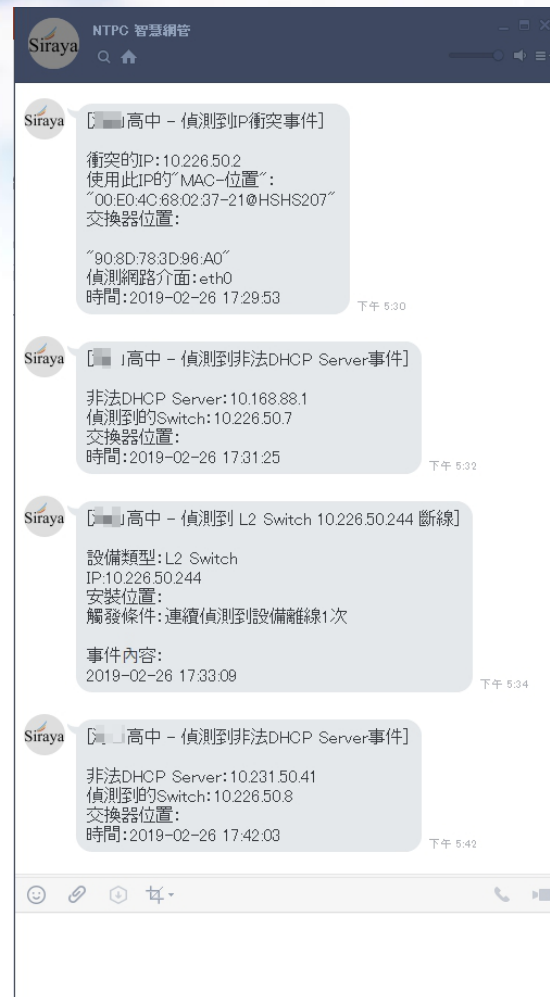 NTPC 智慧網管
Siraya
Siraya
[高中 - 偵測到IP衝突事件]
衝突的IP:10.226.50.2
使用此IP的"MAC-位置":
"00:E0:4C:68:02:37-21@HSHS207"
交換器位置:
"90:8D:78:3D:96:A0"
偵測網路介面:eth0
時間:2019-02-26 17:29:53
下午 5:30
Siraya
[高中 - 偵測到非法DHCP Server事件]
非法DHCP Server:10.168.88.1
偵測到的Switch:10.226.50.7
交換器位置:
時間:2019-02-26 17:31:25
下午 5:32
Siraya
[高中 - 偵測到 L2 Switch 10.226.50.244 斷線]
設備類型:L2 Switch
IP:10.226.50.244
安裝位置:
觸發條件:連續偵測到設備離線1次
事件內容:
2019-02-26 17:33:09
下午 5:34
Siraya
[高中 - 偵測到非法DHCP Server事件]
非法DHCP Server:10.231.50.41
偵測到的Switch:10.226.50.8
交換器位置:
時間:2019-02-26 17:42:03
下午 5:42